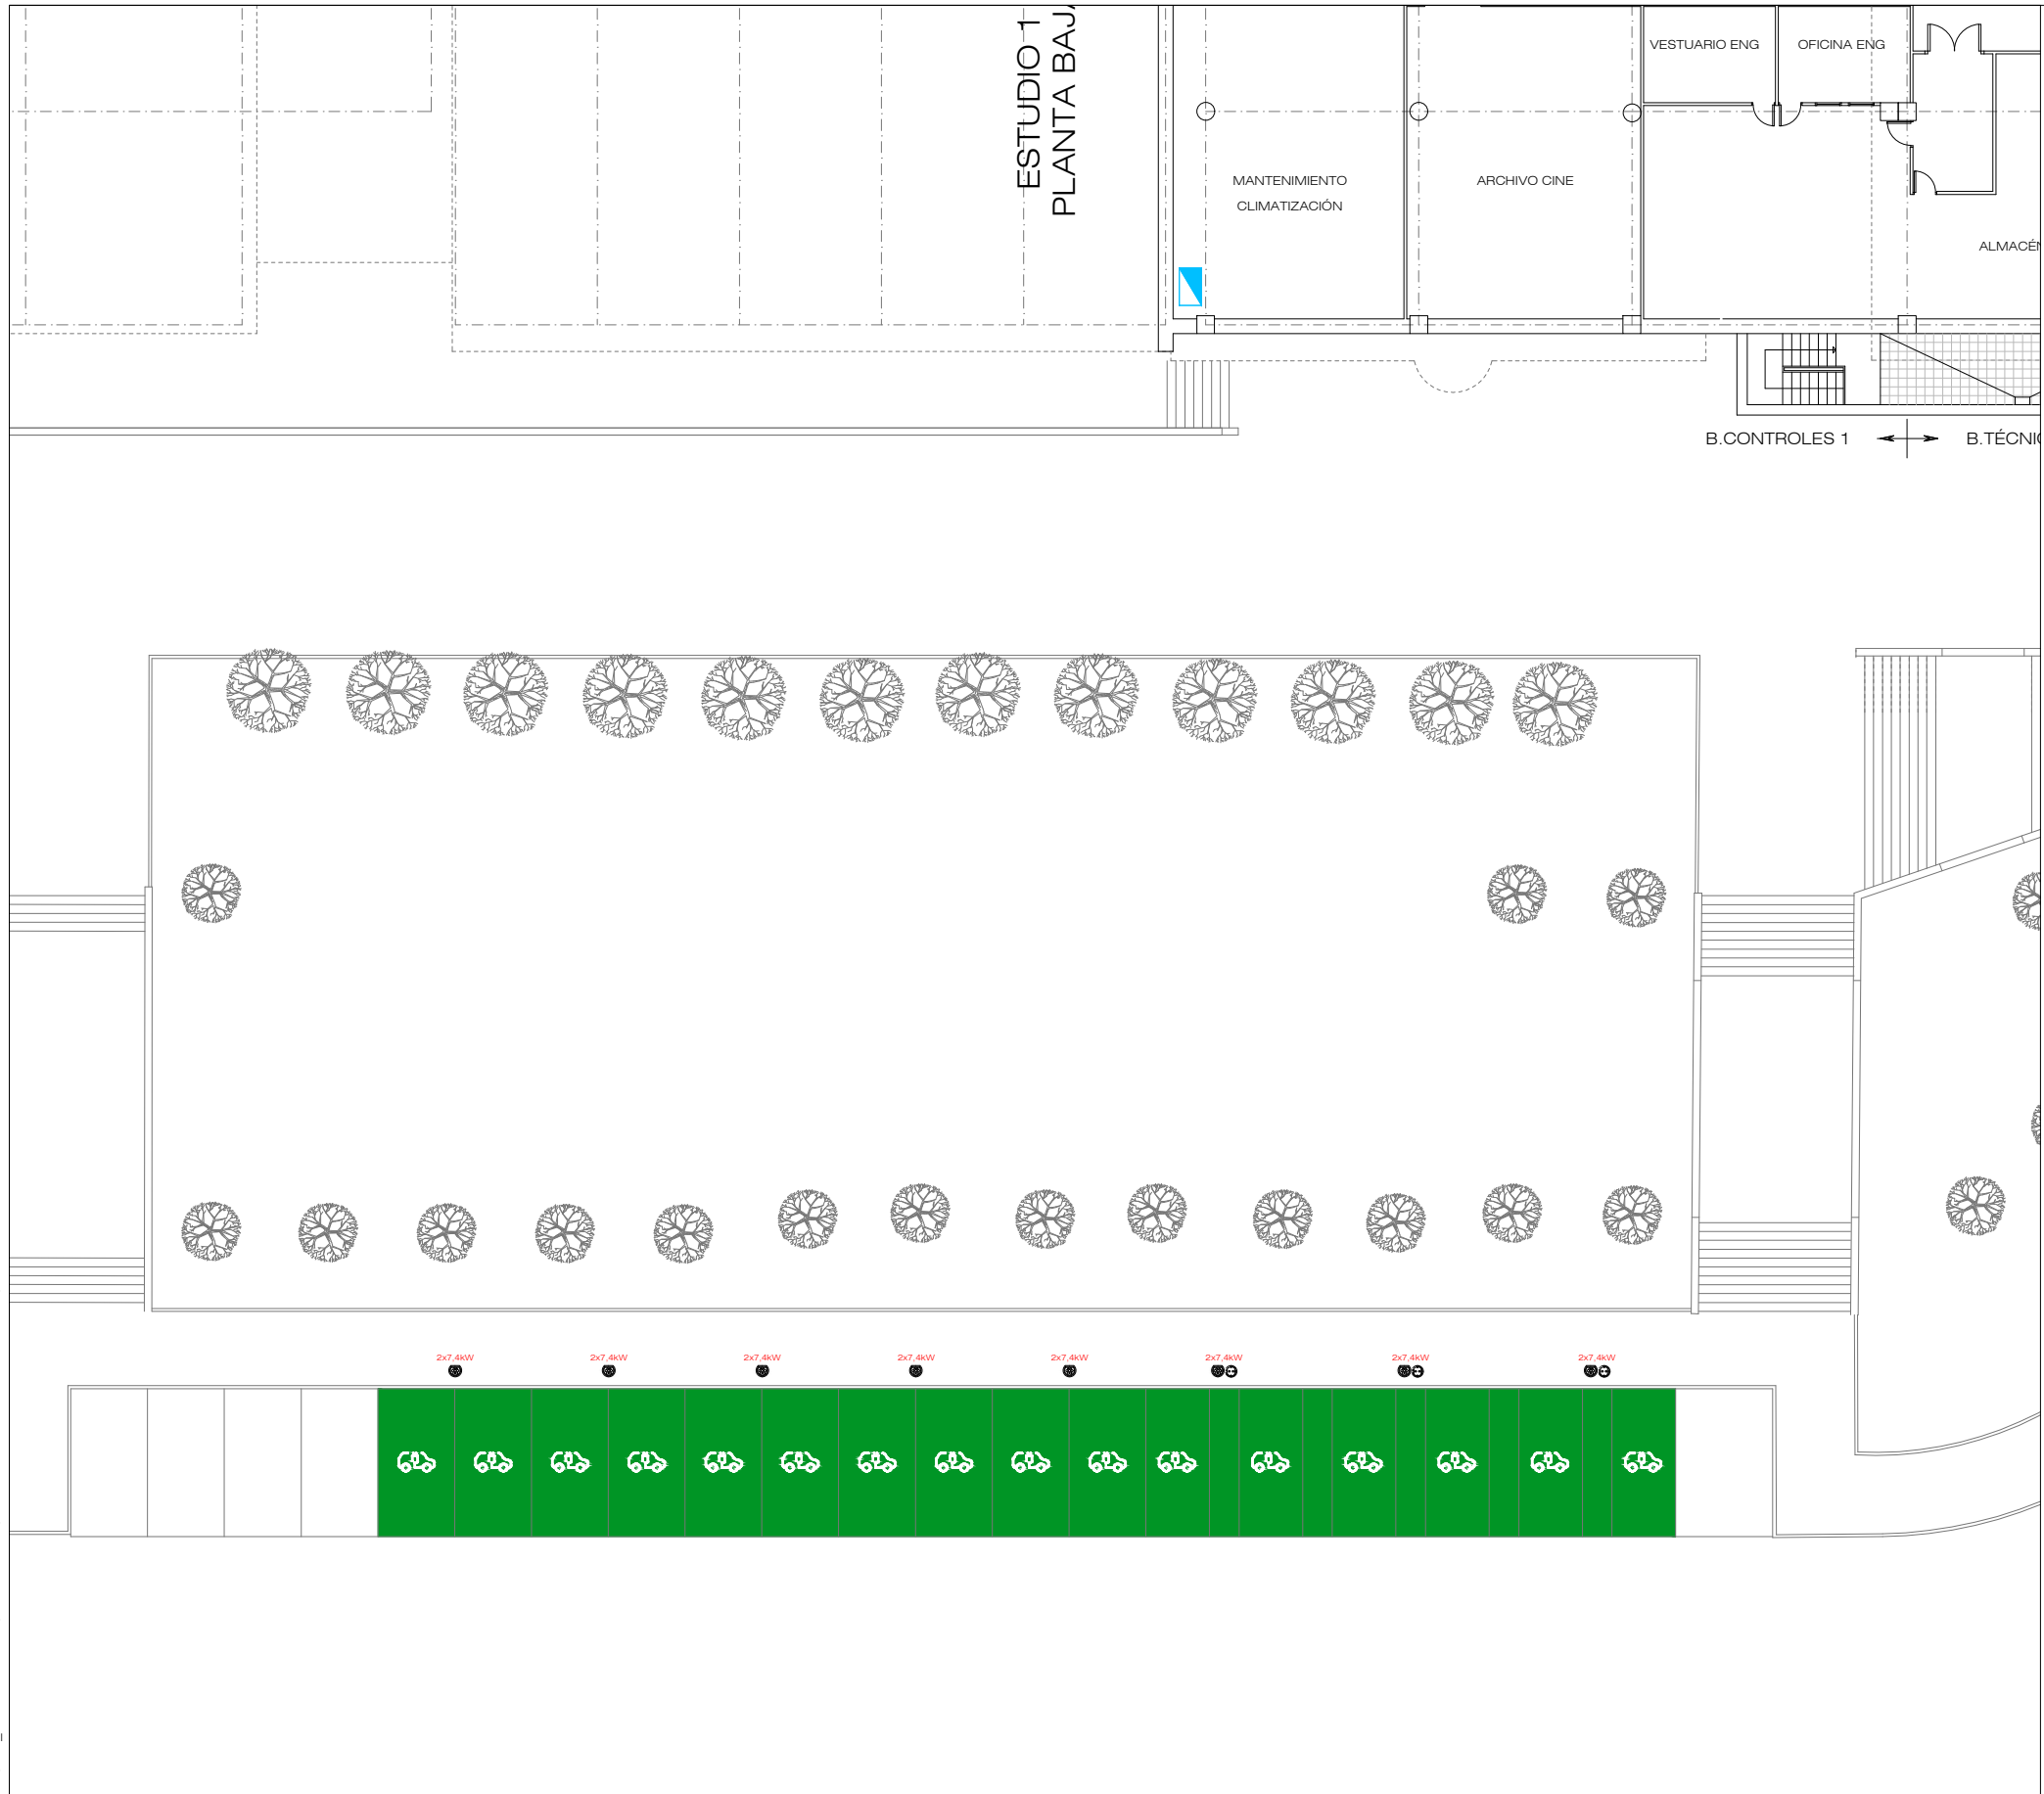 ESTUDIO 1
PLANTA BAJA
VESTUARIO ENG
OFICINA ENG
MANTENIMIENTO
CLIMATIZACIÓN
ARCHIVO CINE
ALMACÉN
B.CONTROLES 1
B.TÉCNIC
2x7,4kW
2x7,4kW
2x7,4kW
2x7,4kW
2x7,4kW
2x7,4kW
2x7,4kW
2x7,4kW